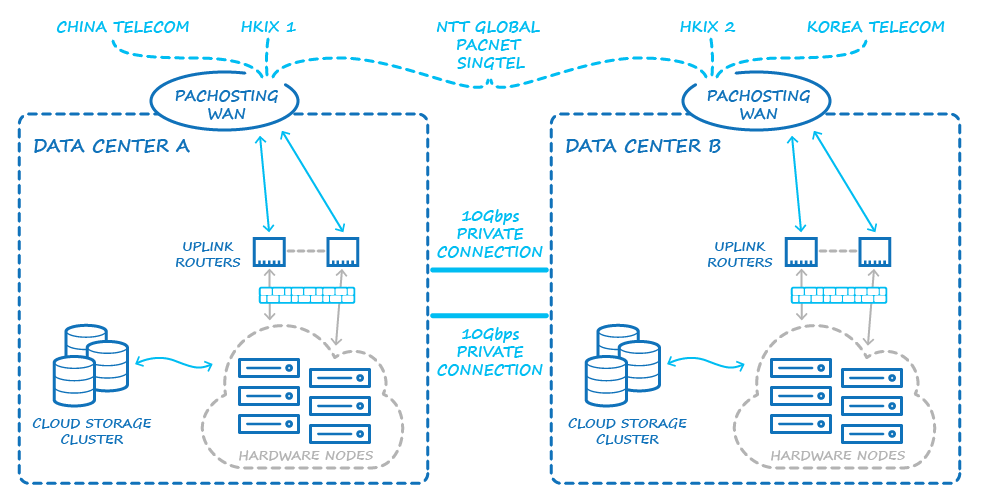 CHINA TELECOM
HKIX 1
NTT GLOBAL
PACNET
SINGTEL
HKIX 2
KOREA TELECOM
PACHOSTING
WAN
PACHOSTING
WAN
DATA CENTER A
DATA CENTER B
10Gbps
PRIVATE
CONNECTION
UPLINK
ROUTERS
UPLINK
ROUTERS
10Gbps
PRIVATE
CONNECTION
CLOUD STORAGE
CLUSTER
HARDWARE NODES
CLOUD STORAGE
CLUSTER
HARDWARE NODES